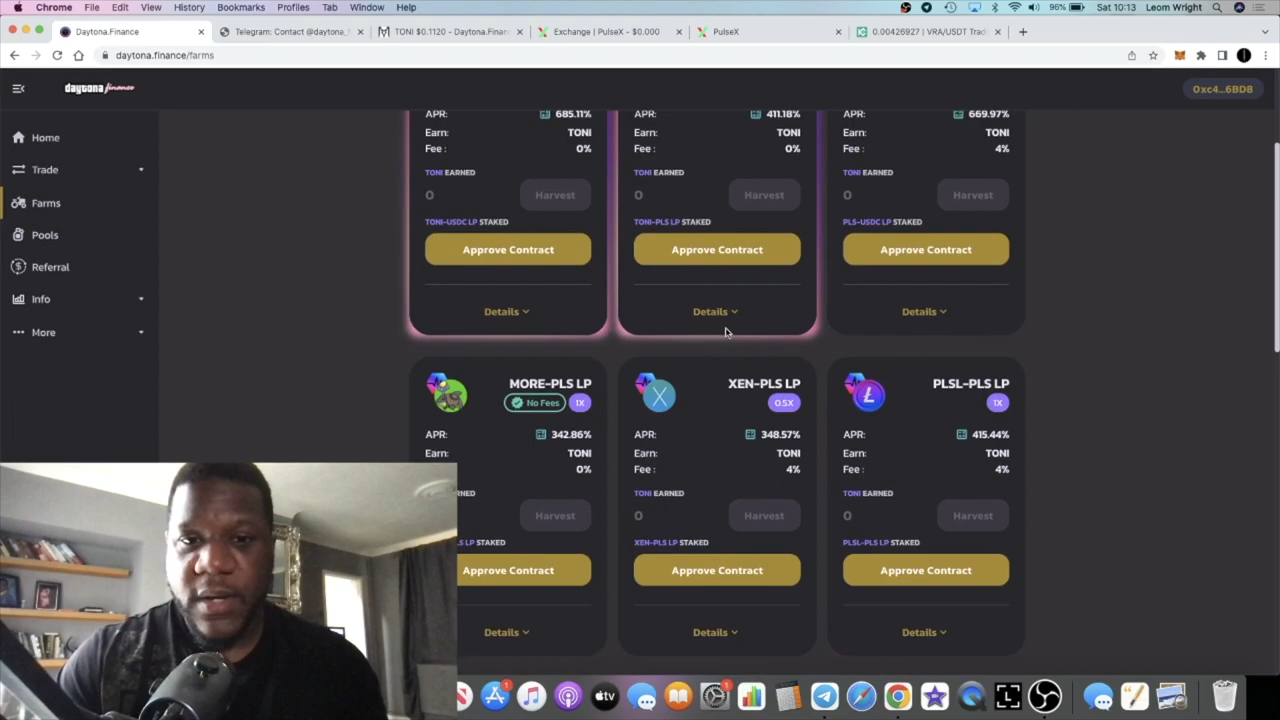 Chrome File Edit View History Bookmarks Profiles Tab Window Help 96% Sat 10:13 Leom Wright
Daytona.Finance Telegram: Contact @daytona_ TONI $0.1120 - Daytona.Finan Exchange | PulseX - $0.000 PulseX 0.00426927 | VRA/USDT Trad
daytona.finance/farms
daytona finance 0xc4...6BD8
Home
Trade
Farms
Pools
Referral
Info
More
APR: 685.11%
Earn: TONI
Fee: 0%
TONI EARNED
0 Harvest
TONI-USDC LP STAKED
Approve Contract
Details
APR: 411.18%
Earn: TONI
Fee: 0%
TONI EARNED
0 Harvest
TONI-PLS LP STAKED
Approve Contract
Details
APR: 669.97%
Earn: TONI
Fee : 4%
TONI EARNED
0 Harvest
PLS-USDC LP STAKED
Approve Contract
Details
MORE-PLS LP
No Fees 1X
APR: 342.86%
Earn: TONI
0%
EARNED
Harvest
LP STAKED
Approve Contract
Details
XEN-PLS LP
0.5X
APR: 348.57%
Earn: TONI
Fee : 4%
TONI EARNED
0 Harvest
XEN-PLS LP STAKED
Approve Contract
Details
PLSL-PLS LP
1X
APR: 415.44%
Earn: TONI
Fee : 4%
TONI EARNED
0 Harvest
PLSL-PLS LP STAKED
Approve Contract
Details
tv